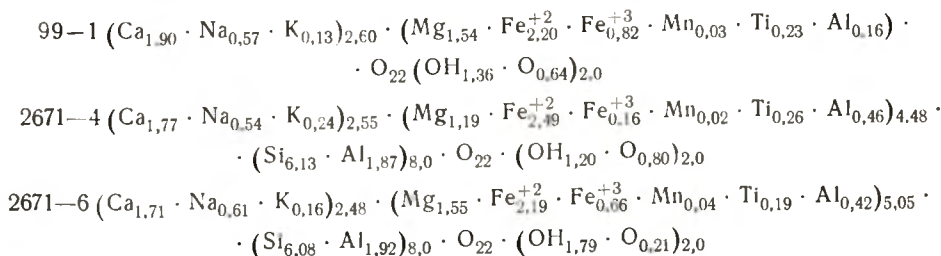 99—1 (Ca₁,₉₀ · Na₀,₅₇ · K₀,₁₃)₂,₆₀ · (Mg₁,₅₄ · Fe⁺²₂,₂₀ · Fe⁺³₀,₈₂ · Mn₀,₀₃ · Ti₀,₂₃ · Al₀,₁₆) ·
· O₂₂ (OH₁,₃₆ · O₀,₆₄)₂,₀
2671—4 (Ca₁,₇₇ · Na₀,₅₄ · K₀,₂₄)₂,₅₅ · (Mg₁,₁₉ · Fe⁺²₂,₄₉ · Fe⁺³₀,₁₆ · Mn₀,₀₂ · Ti₀,₂₆ · Al₀,₄₆)₄,₄₈ ·
· (Si₆,₁₃ · Al₁,₈₇)₈,₀ · O₂₂ · (OH₁,₂₀ · O₀,₈₀)₂,₀
2671—6 (Ca₁,₇₁ · Na₀,₆₁ · K₀,₁₆)₂,₄₈ · (Mg₁,₅₅ · Fe⁺²₂,₁₉ · Fe⁺³₀,₆₆ · Mn₀,₀₄ · Ti₀,₁₉ · Al₀,₄₂)₅,₀₅ ·
· (Si₆,₀₈ · Al₁,₉₂)₈,₀ · O₂₂ · (OH₁,₇₉ · O₀,₂₁)₂,₀